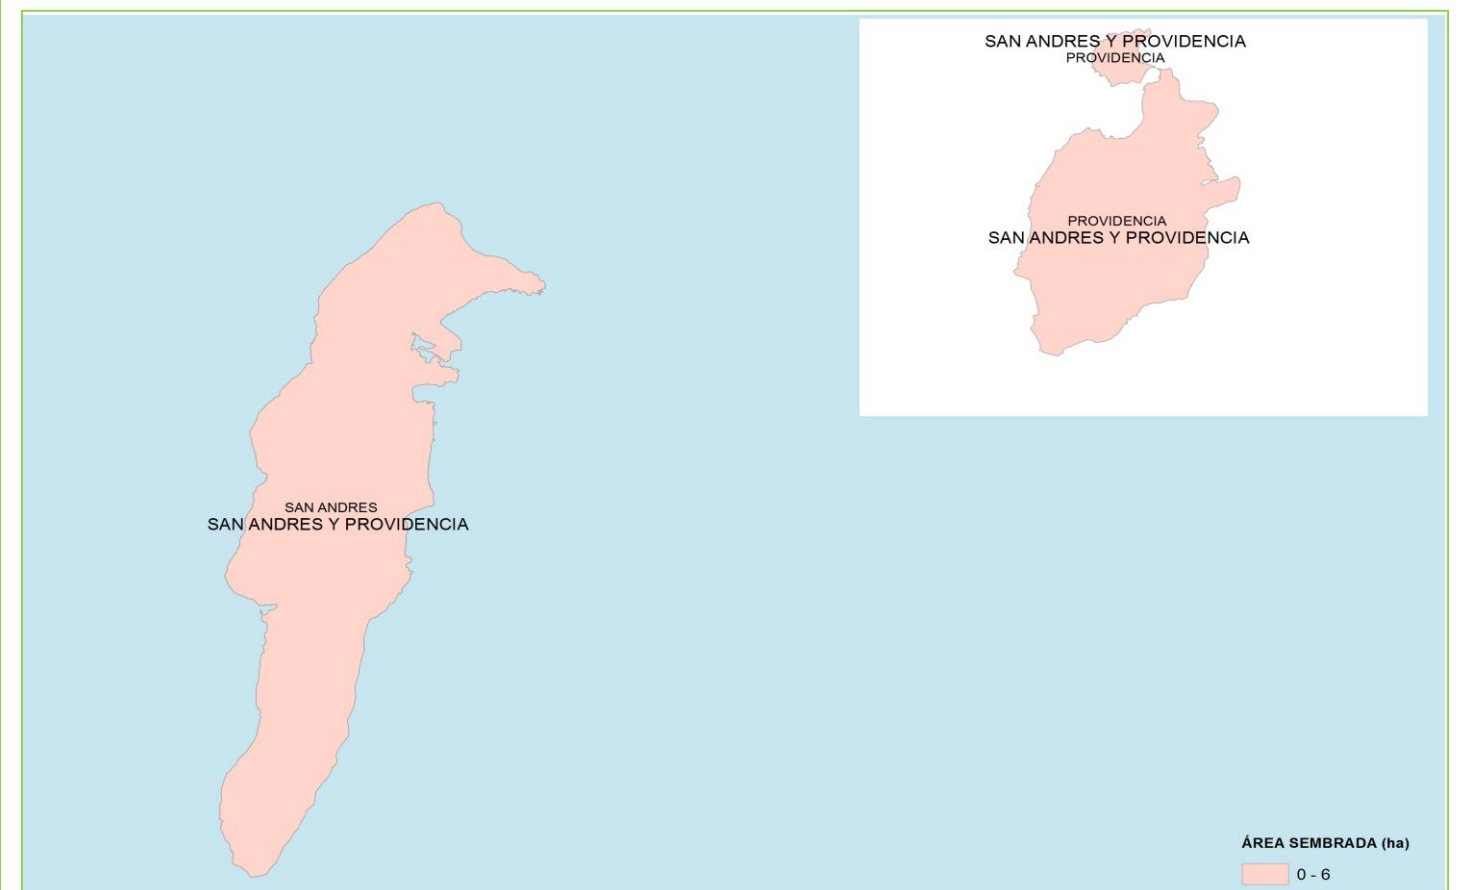 SAN ANDRES Y PROVIDENCIA
PROVIDENCIA
PROVIDENCIA
SAN ANDRES Y PROVIDENCIA
SAN ANDRES
SAN ANDRES Y PROVIDENCIA
ÁREA SEMBRADA (ha)
0 - 6